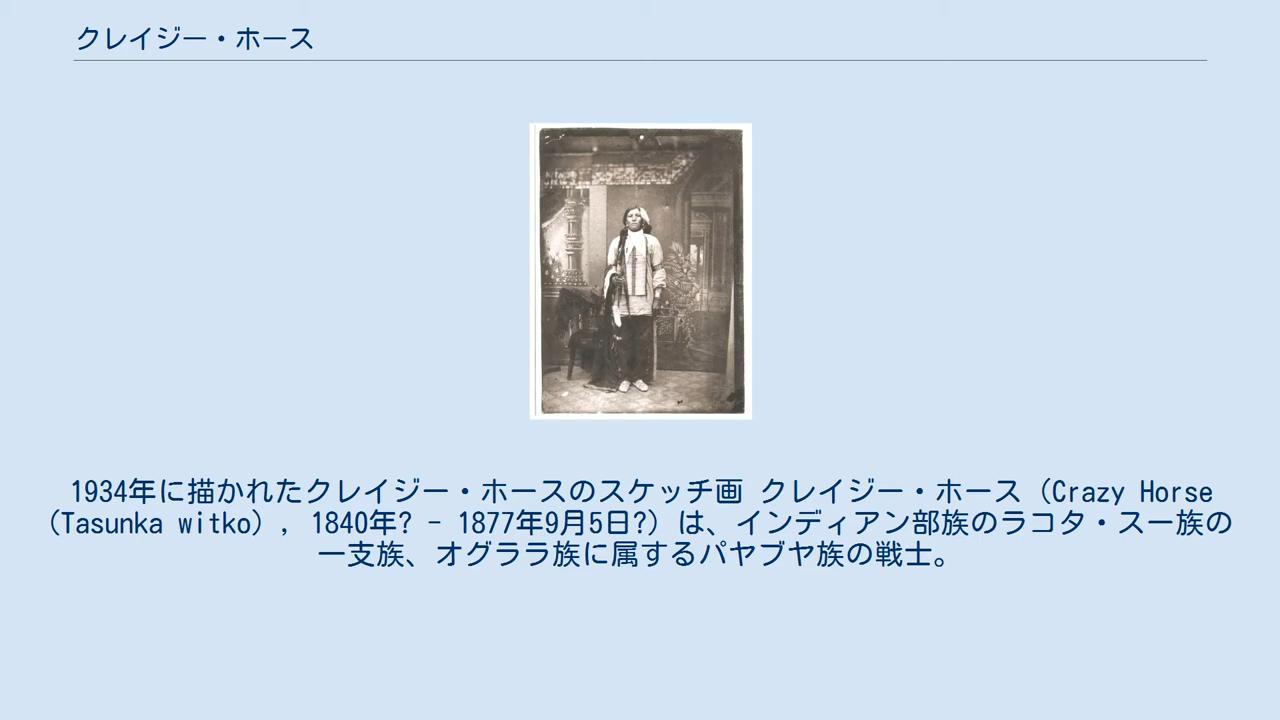 クレイジー・ホース
1934年に描かれたクレイジー・ホースのスケッチ画 クレイジー・ホース（Crazy Horse
（Tasunka witko）, 1840年? - 1877年9月5日?）は、インディアン部族のラコタ・スー族の
一支族、オグララ族に属するパヤブヤ族の戦士。